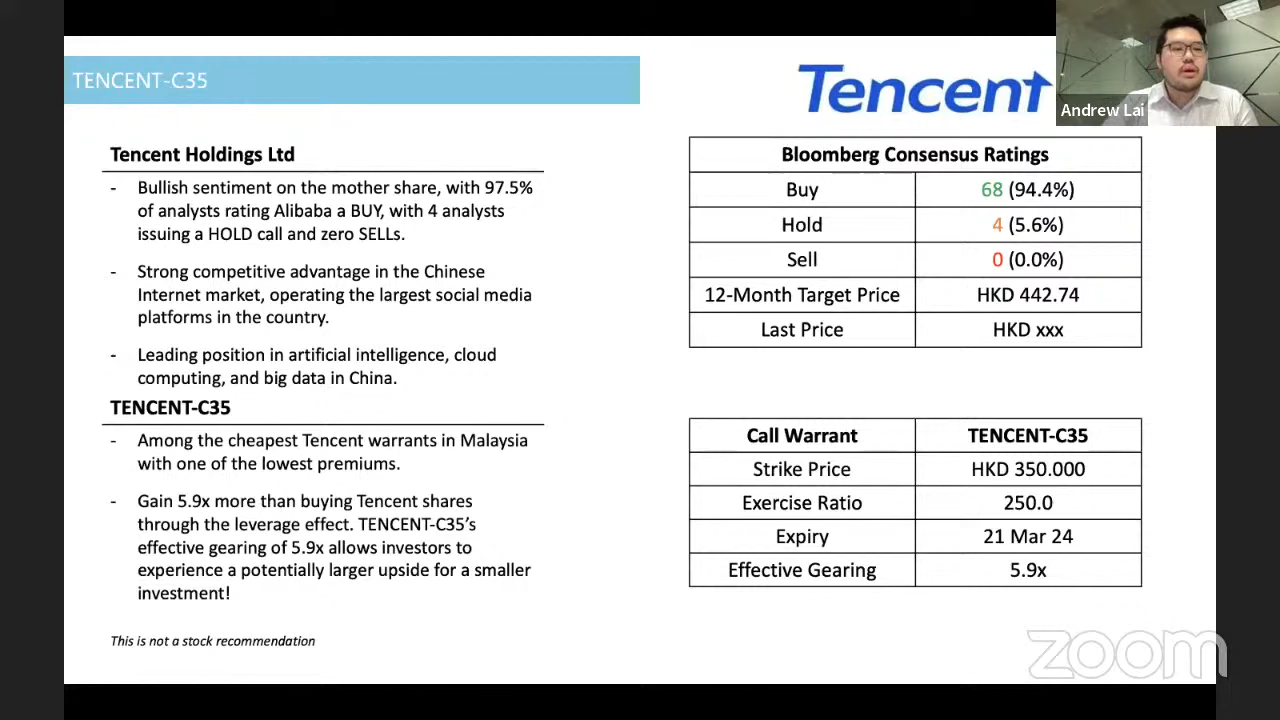 TENCENT-C35
Tencent
Andrew Lai
Tencent Holdings Ltd
- Bullish sentiment on the mother share, with 97.5%
of analysts rating Alibaba a BUY, with 4 analysts
issuing a HOLD call and zero SELLs.
- Strong competitive advantage in the Chinese
Internet market, operating the largest social media
platforms in the country.
- Leading position in artificial intelligence, cloud
computing, and big data in China.
TENCENT-C35
- Among the cheapest Tencent warrants in Malaysia
with one of the lowest premiums.
- Gain 5.9x more than buying Tencent shares
through the leverage effect. TENCENT-C35’s
effective gearing of 5.9x allows investors to
experience a potentially larger upside for a smaller
investment!
This is not a stock recommendation
Bloomberg Consensus Ratings
Buy 68 (94.4%)
Hold 4 (5.6%)
Sell 0 (0.0%)
12-Month Target Price HKD 442.74
Last Price HKD xxx
Call Warrant TENCENT-C35
Strike Price HKD 350.000
Exercise Ratio 250.0
Expiry 21 Mar 24
Effective Gearing 5.9x
zoom